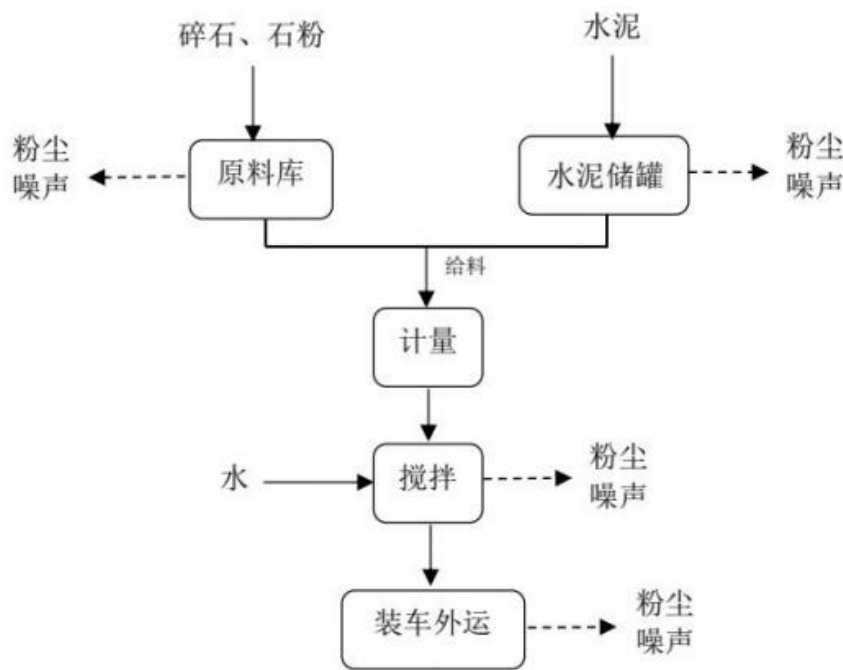 碎石、石粉
水泥
粉尘
噪声
原料库
水泥储罐
粉尘
噪声
给料
计量
水
搅拌
粉尘
噪声
装车外运
粉尘
噪声